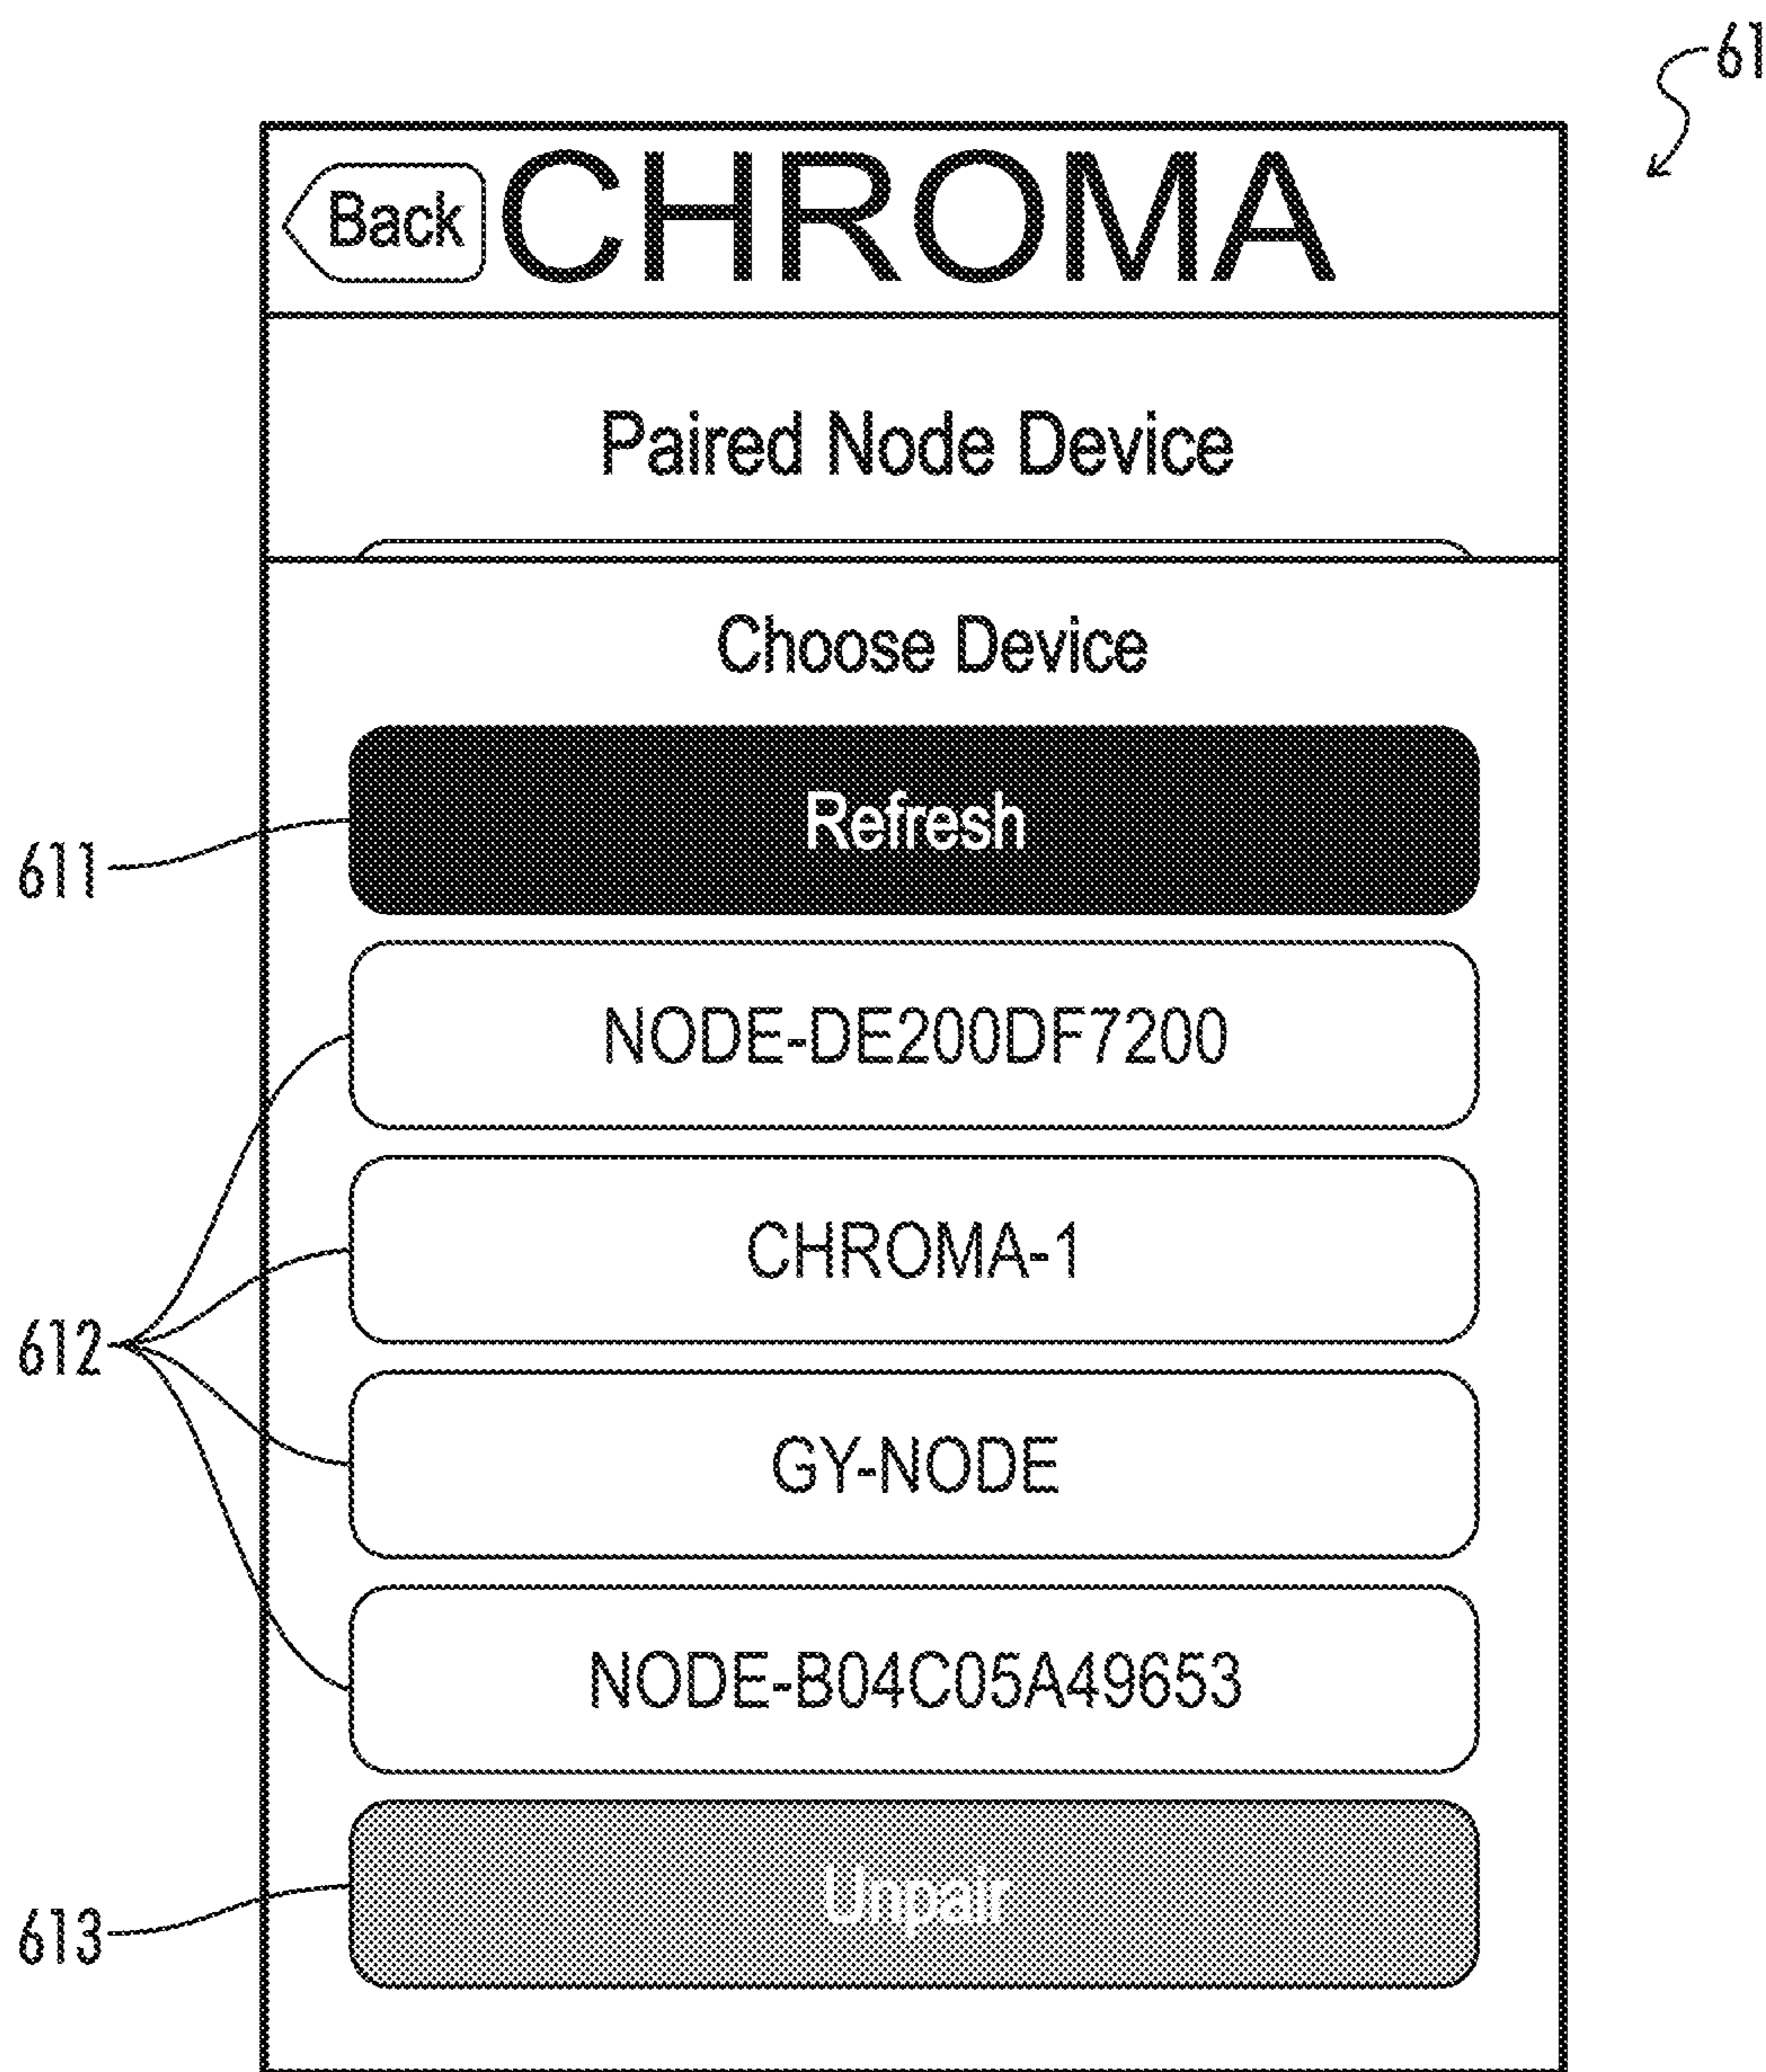 61
Back CHROMA
Paired Node Device
Choose Device
Refresh
611
NODE-DE200DF7200
CHROMA-1
612
GY-NODE
NODE-B04C05A49653
Unpair
613